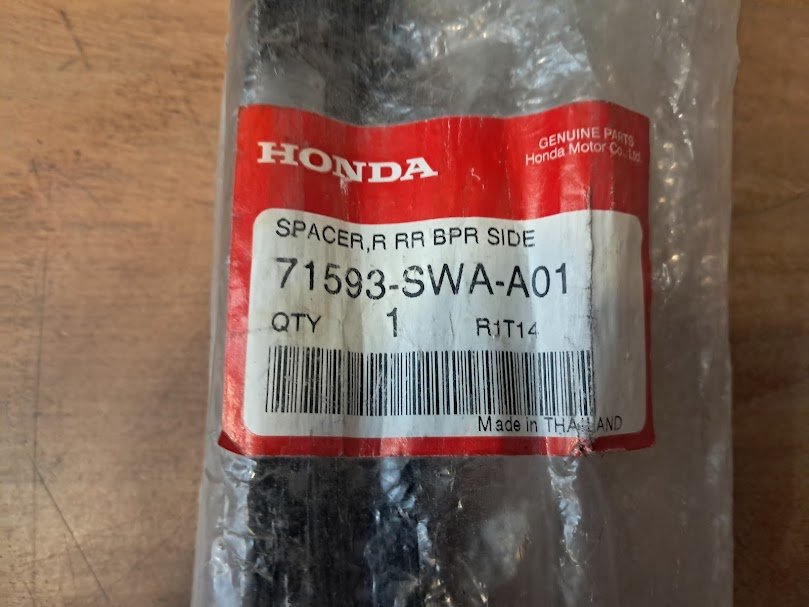 HONDA
GENUINE PARTS
Honda Motor Co., Ltd.
SPACER,R RR BPR SIDE
71593-SWA-A01
QTY 1 R1T14
Made in THAILAND